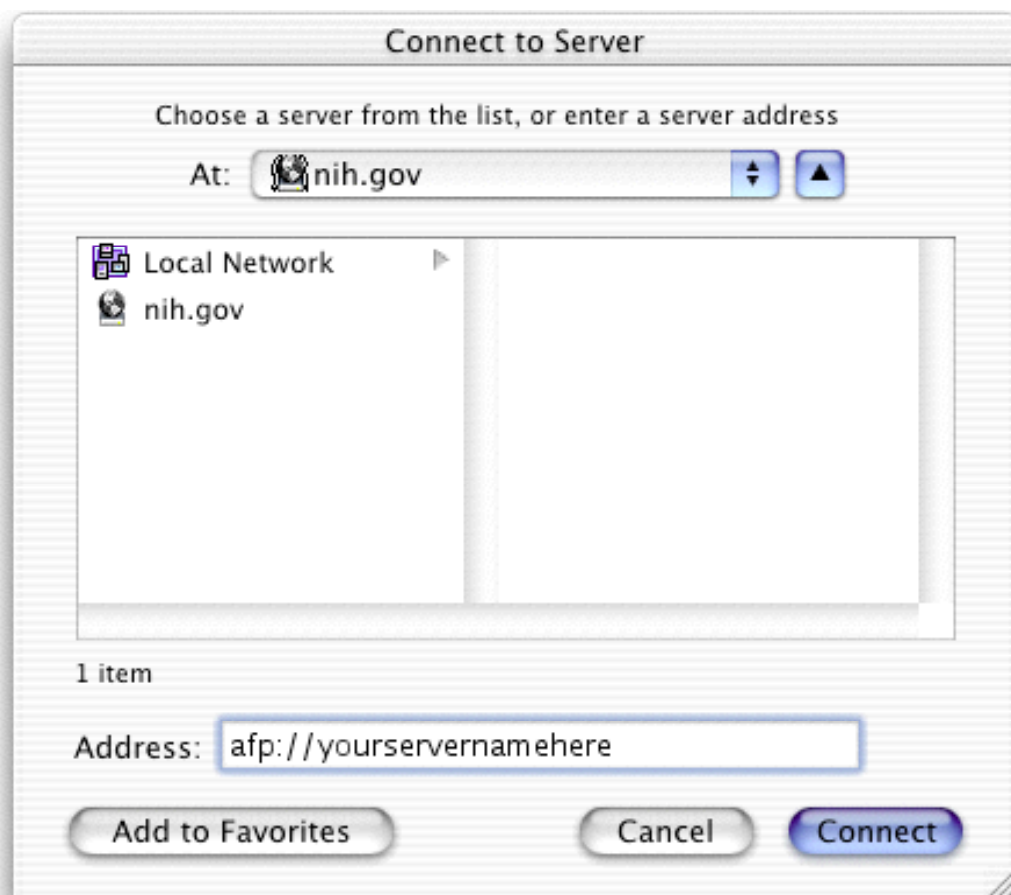 Connect to Server
Choose a server from the list, or enter a server address
At: nih.gov
Local Network
nih.gov
1 item
Address: afp://yourservernamehere
Add to Favorites Cancel Connect